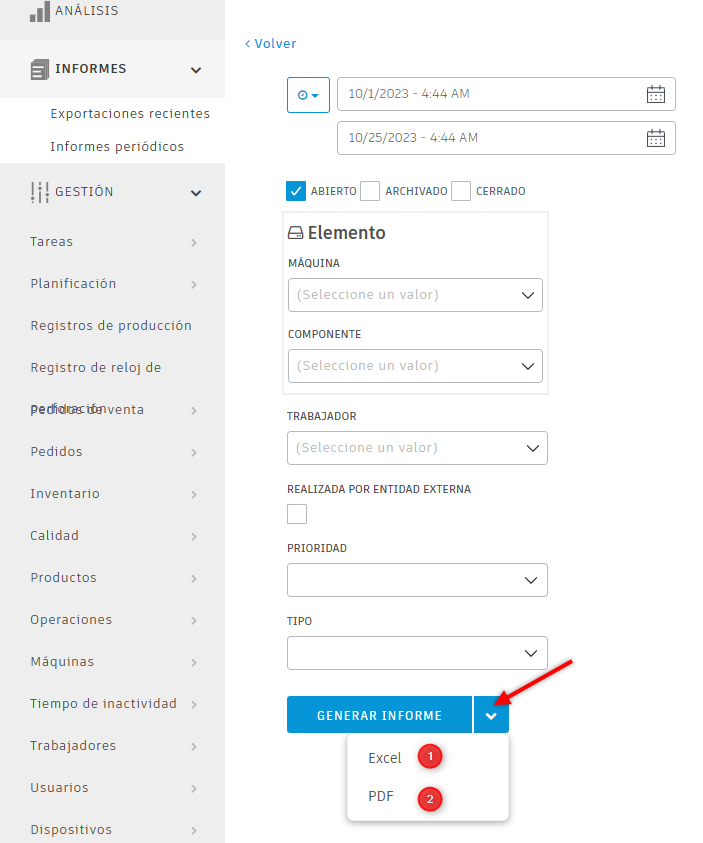 ANÁLISIS
INFORMES
Exportaciones recientes
Informes periódicos
GESTIÓN
Tareas
Planificación
Registros de producción
Registro de reloj de
perforación
Pedidos de venta
Pedidos
Inventario
Calidad
Productos
Operaciones
Máquinas
Tiempo de inactividad
Trabajadores
Usuarios
Dispositivos
< Volver
10/1/2023 - 4:44 AM
10/25/2023 - 4:44 AM
ABIERTO ARCHIVADO CERRADO
Elemento
MÁQUINA
(Seleccione un valor)
COMPONENTE
(Seleccione un valor)
TRABAJADOR
(Seleccione un valor)
REALIZADA POR ENTIDAD EXTERNA
PRIORIDAD
TIPO
GENERAR INFORME
Excel 1
PDF 2